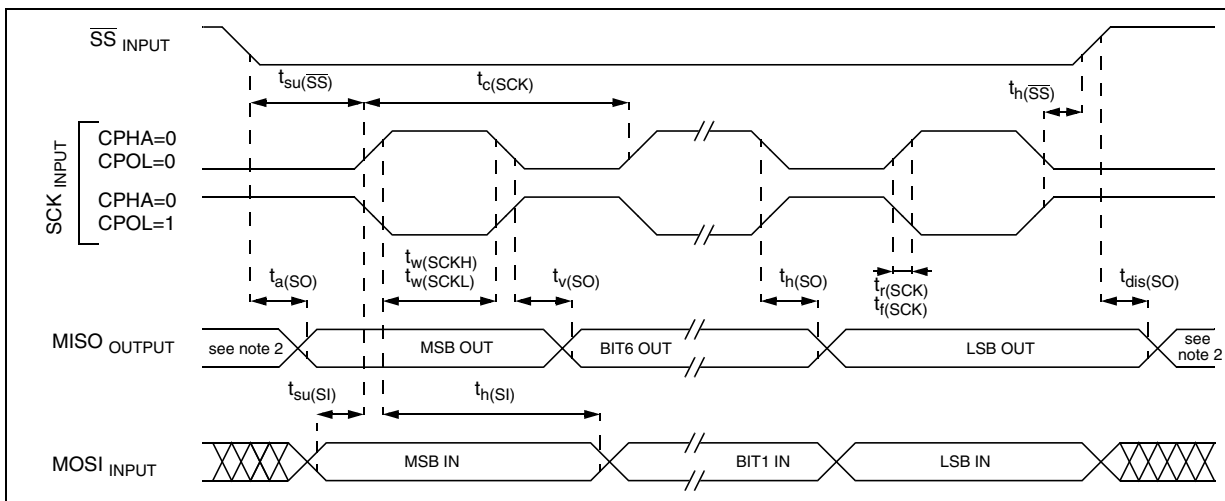 SS INPUT
tsu(SS)
tc(SCK)
th(SS)
SCK INPUT
CPHA=0
CPOL=0
CPHA=0
CPOL=1
ta(SO)
tw(SCKH)
tw(SCKL)
tv(SO)
th(SO)
tr(SCK)
tf(SCK)
tdis(SO)
MISO OUTPUT
see note 2
MSB OUT
BIT6 OUT
LSB OUT
see
note 2
tsu(SI)
th(SI)
MOSI INPUT
MSB IN
BIT1 IN
LSB IN